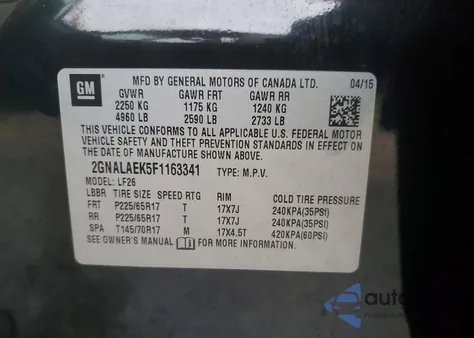 GM
MFD BY GENERAL MOTORS OF CANADA LTD. 04/15
GVWR GAWR FRT GAWR RR
2250 KG 1175 KG 1240 KG
4960 LB 2590 LB 2733 LB
THIS VEHICLE CONFORMS TO ALL APPLICABLE U.S. FEDERAL MOTOR
VEHICLE SAFETY AND THEFT PREVENTION STANDARDS IN EFFECT ON
THE DATE OF MANUFACTURE SHOWN ABOVE.
2GNALAEK5F1163341 TYPE: M.P.V.
MODEL: LF26
LBBR TIRE SIZE SPEED RTG RIM COLD TIRE PRESSURE
FRT P225/65R17 T 17X7J 240KPA(35PSI)
RR P225/65R17 T 17X7J 240KPA(35PSI)
SPA T145/70R17 M 17X4.5T 420KPA(60PSI)
SEE OWNER'S MANUAL FOR MORE INFORMATION.
auto